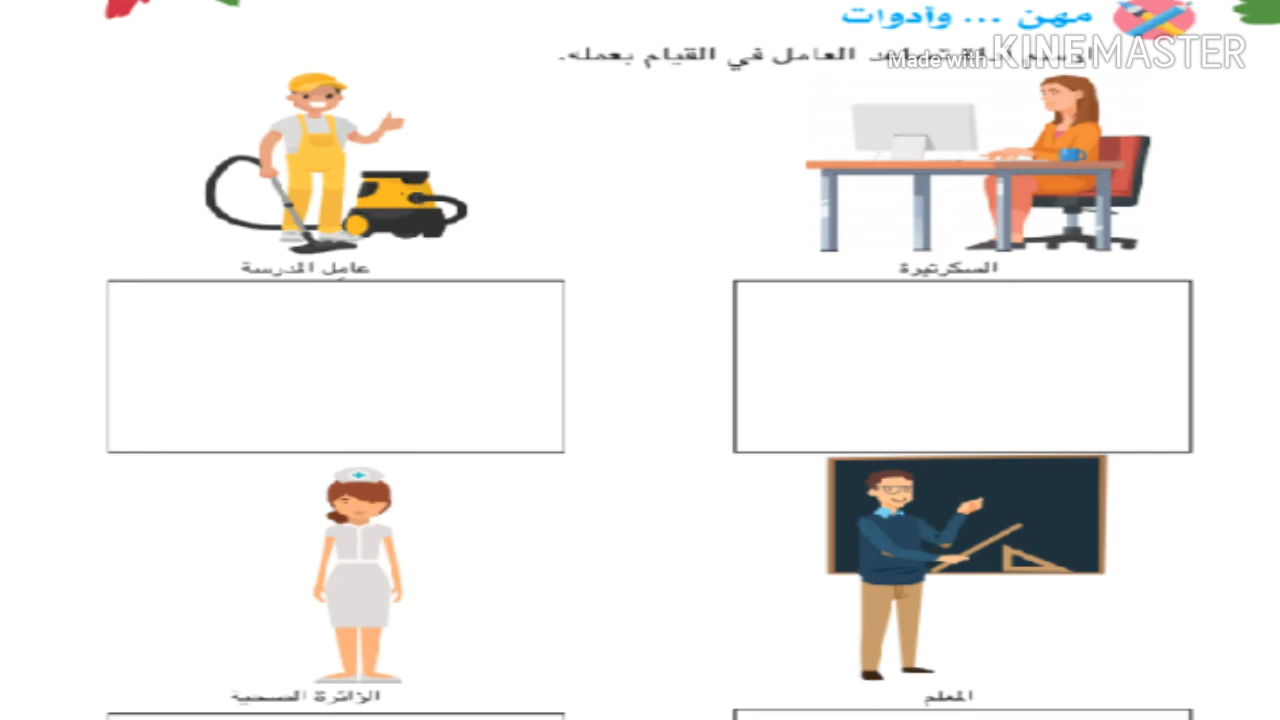 مهن ... وأدوات
العامل في القيام بعمله.
Made with KINEMASTER
السكرتيرة
عامل المدرسة
المعلم
الزائرة الصحية